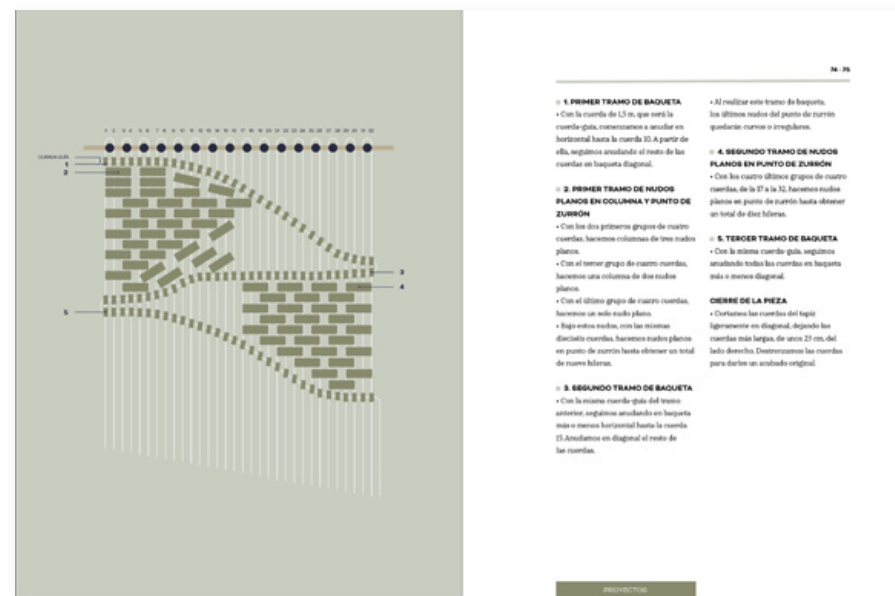 1 2 3 4 5 6 7 8 9 10 11 12 13 14 15 16 17 18 19 20 21 22 23 24 25 26 27 28 29 30 31 32
CUERDA GUÍA
1
2
3
4
5
74 - 75
1. PRIMER TRAMO DE BAQUETA
• Con la cuerda de 1,5 m, que será la
cuerda-guía, comenzamos a anudar en
horizontal hasta la cuerda 10. A partir de
ella, seguimos anudando el resto de las
cuerdas en baqueta diagonal.
2. PRIMER TRAMO DE NUDOS
PLANOS EN COLUMNA Y PUNTO DE
ZURRÓN
• Con los dos primeros grupos de cuatro
cuerdas, hacemos columnas de tres nudos
planos.
• Con el tercer grupo de cuatro cuerdas,
hacemos una columna de dos nudos
planos.
• Con el último grupo de cuatro cuerdas,
hacemos un solo nudo plano.
• Bajo estos nudos, con las mismas
dieciséis cuerdas, hacemos nudos planos
en punto de zurrón hasta obtener un total
de nueve hileras.
3. SEGUNDO TRAMO DE BAQUETA
• Con la misma cuerda-guía del tramo
anterior, seguimos anudando en baqueta
más o menos horizontal hasta la cuerda
15. Anudamos en diagonal el resto de
las cuerdas.
• Al realizar este tramo de baqueta,
los últimos nudos del punto de zurrón
quedarán curvos o irregulares.
4. SEGUNDO TRAMO DE NUDOS
PLANOS EN PUNTO DE ZURRÓN
• Con los cuatro últimos grupos de cuatro
cuerdas, de la 17 a la 32, hacemos nudos
planos en punto de zurrón hasta obtener
un total de diez hileras.
5. TERCER TRAMO DE BAQUETA
• Con la misma cuerda-guía, seguimos
anudando todas las cuerdas en baqueta
más o menos diagonal.
CIERRE DE LA PIEZA
• Cortamos las cuerdas del tapiz
ligeramente en diagonal, dejando las
cuerdas más largas, de unos 25 cm, del
lado derecho. Destrenzamos las cuerdas
para darles un acabado original.
PROYECTOS